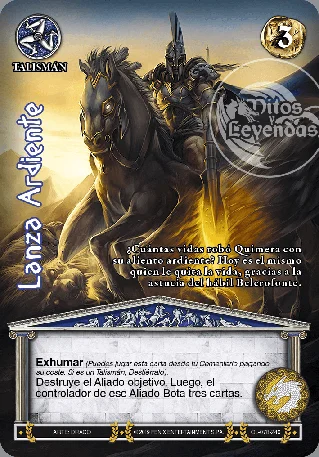 3
TALISMÁN
Mitos y
Leyendas
Lanza Ardiente
¿Cuántas vidas robó Quimera con
su aliento ardiente? Hoy es el mismo
quien le quita la vida, gracias a la
astucia del hábil Belerofonte.
Exhumar (Puedes jugar esta carta desde tu Cementerio pagando
su coste. Si es un Talismán, Destiérralo).
Destruye el Aliado objetivo. Luego, el
controlador de ese Aliado Bota tres cartas.